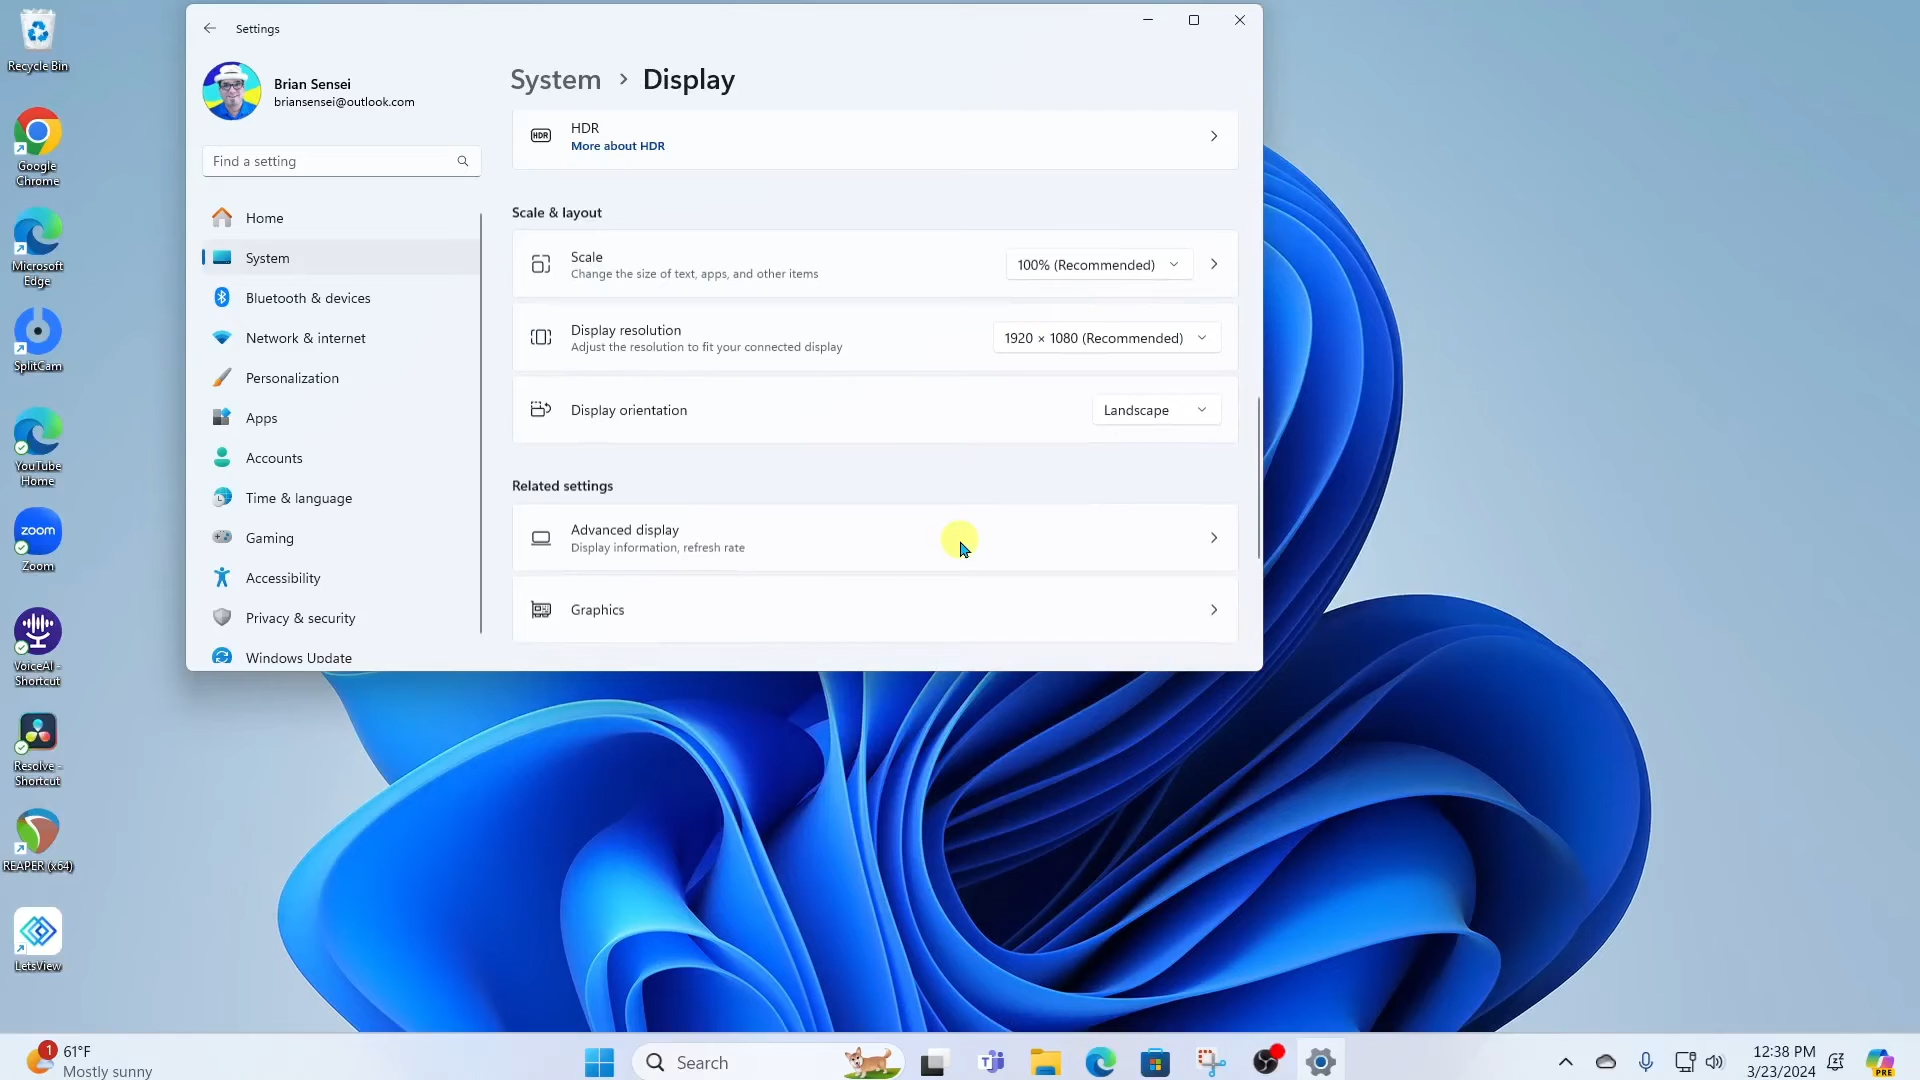 Recycle Bin
Google
Chrome
Microsoft
Edge
SplitCam
YouTube
Home
zoom
Zoom
VoiceAI -
Shortcut
Resolve -
Shortcut
REAPER (x64)
LetsView
Settings
Brian Sensei
briansensei@outlook.com
Find a setting
Home
System
Bluetooth & devices
Network & internet
Personalization
Apps
Accounts
Time & language
Gaming
Accessibility
Privacy & security
Windows Update
System > Display
HDR
HDR
More about HDR
Scale & layout
Scale
Change the size of text, apps, and other items
100% (Recommended)
Display resolution
Adjust the resolution to fit your connected display
1920 × 1080 (Recommended)
Display orientation
Landscape
Related settings
Advanced display
Display information, refresh rate
Graphics
1
61°F
Mostly sunny
Search
12:38 PM
3/23/2024
PRE